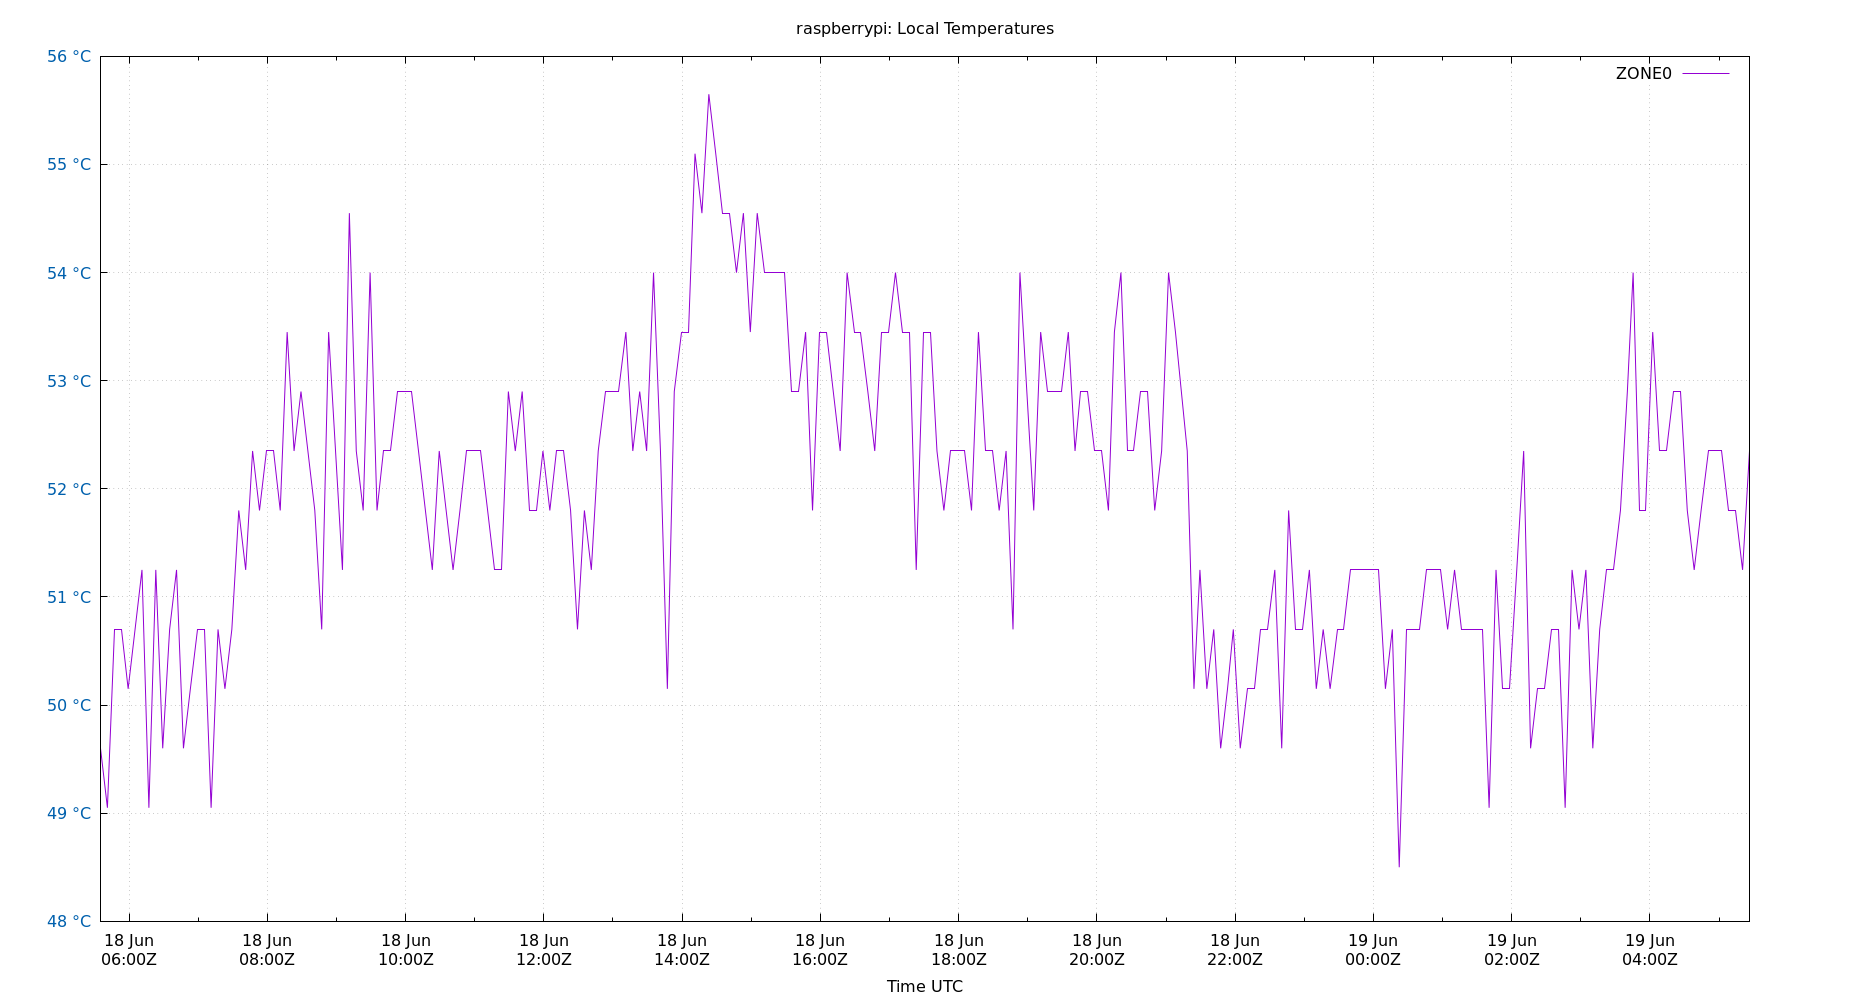 raspberrypi: Local Temperatures
ZONE0
56 °C
55 °C
54 °C
53 °C
52 °C
51 °C
50 °C
49 °C
48 °C
18 Jun 18 Jun 18 Jun 18 Jun 18 Jun 18 Jun 18 Jun 18 Jun 18 Jun 19 Jun 19 Jun 19 Jun
06:00Z 08:00Z 10:00Z 12:00Z 14:00Z 16:00Z 18:00Z 20:00Z 22:00Z 00:00Z 02:00Z 04:00Z
Time UTC